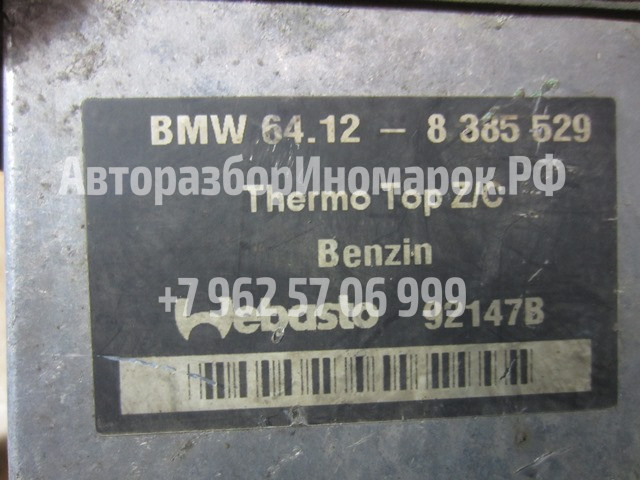 BMW 64.12 – 8 385 529
АвторазборИномарок.РФ
Thermo Top Z/C
Benzin
+7 962 57 06 999
Webasto 92147B